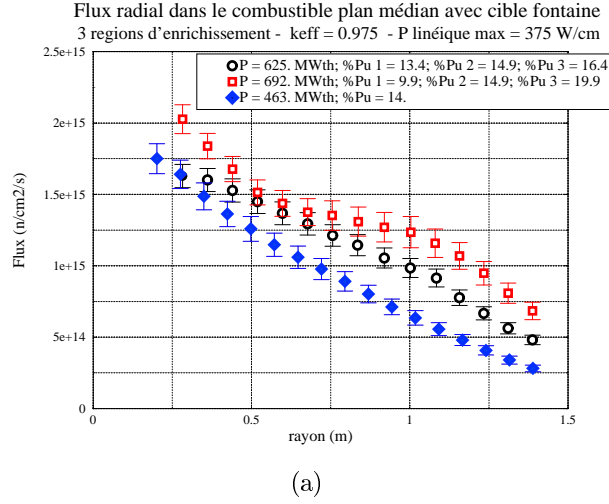 Flux radial dans le combustible plan médian avec cible fontaine
3 regions d'enrichissement - keff = 0.975 - P linéique max = 375 W/cm
P = 625. MWth; %Pu 1 = 13.4; %Pu 2 = 14.9; %Pu 3 = 16.4
P = 692. MWth; %Pu 1 = 9.9; %Pu 2 = 14.9; %Pu 3 = 19.9
P = 463. MWth; %Pu = 14.
2.5e+15
2e+15
1.5e+15
1e+15
5e+14
0
Flux (n/cm2/s)
0
0.5
1
1.5
rayon (m)
(a)